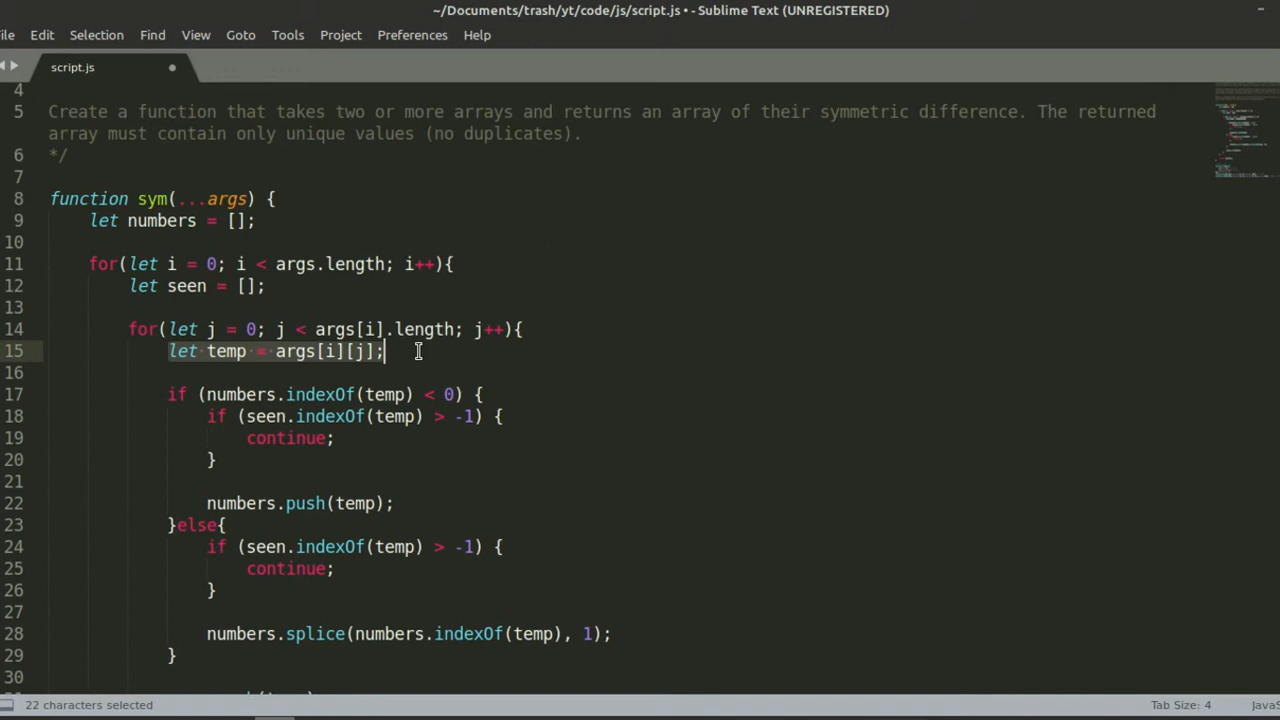 ~/Documents/trash/yt/code/js/script.js • - Sublime Text (UNREGISTERED)
ile Edit Selection Find View Goto Tools Project Preferences Help
script.js
4
5 Create a function that takes two or more arrays and returns an array of their symmetric difference. The returned
array must contain only unique values (no duplicates).
6 */
7
8 function sym(...args) {
9 let numbers = [];
10
11 for(let i = 0; i < args.length; i++){
12 let seen = [];
13
14 for(let j = 0; j < args[i].length; j++){
15 let temp = args[i][j];
16
17 if (numbers.indexOf(temp) < 0) {
18 if (seen.indexOf(temp) > -1) {
19 continue;
20 }
21
22 numbers.push(temp);
23 }else{
24 if (seen.indexOf(temp) > -1) {
25 continue;
26 }
27
28 numbers.splice(numbers.indexOf(temp), 1);
29 }
30
22 characters selected Tab Size: 4 JavaS